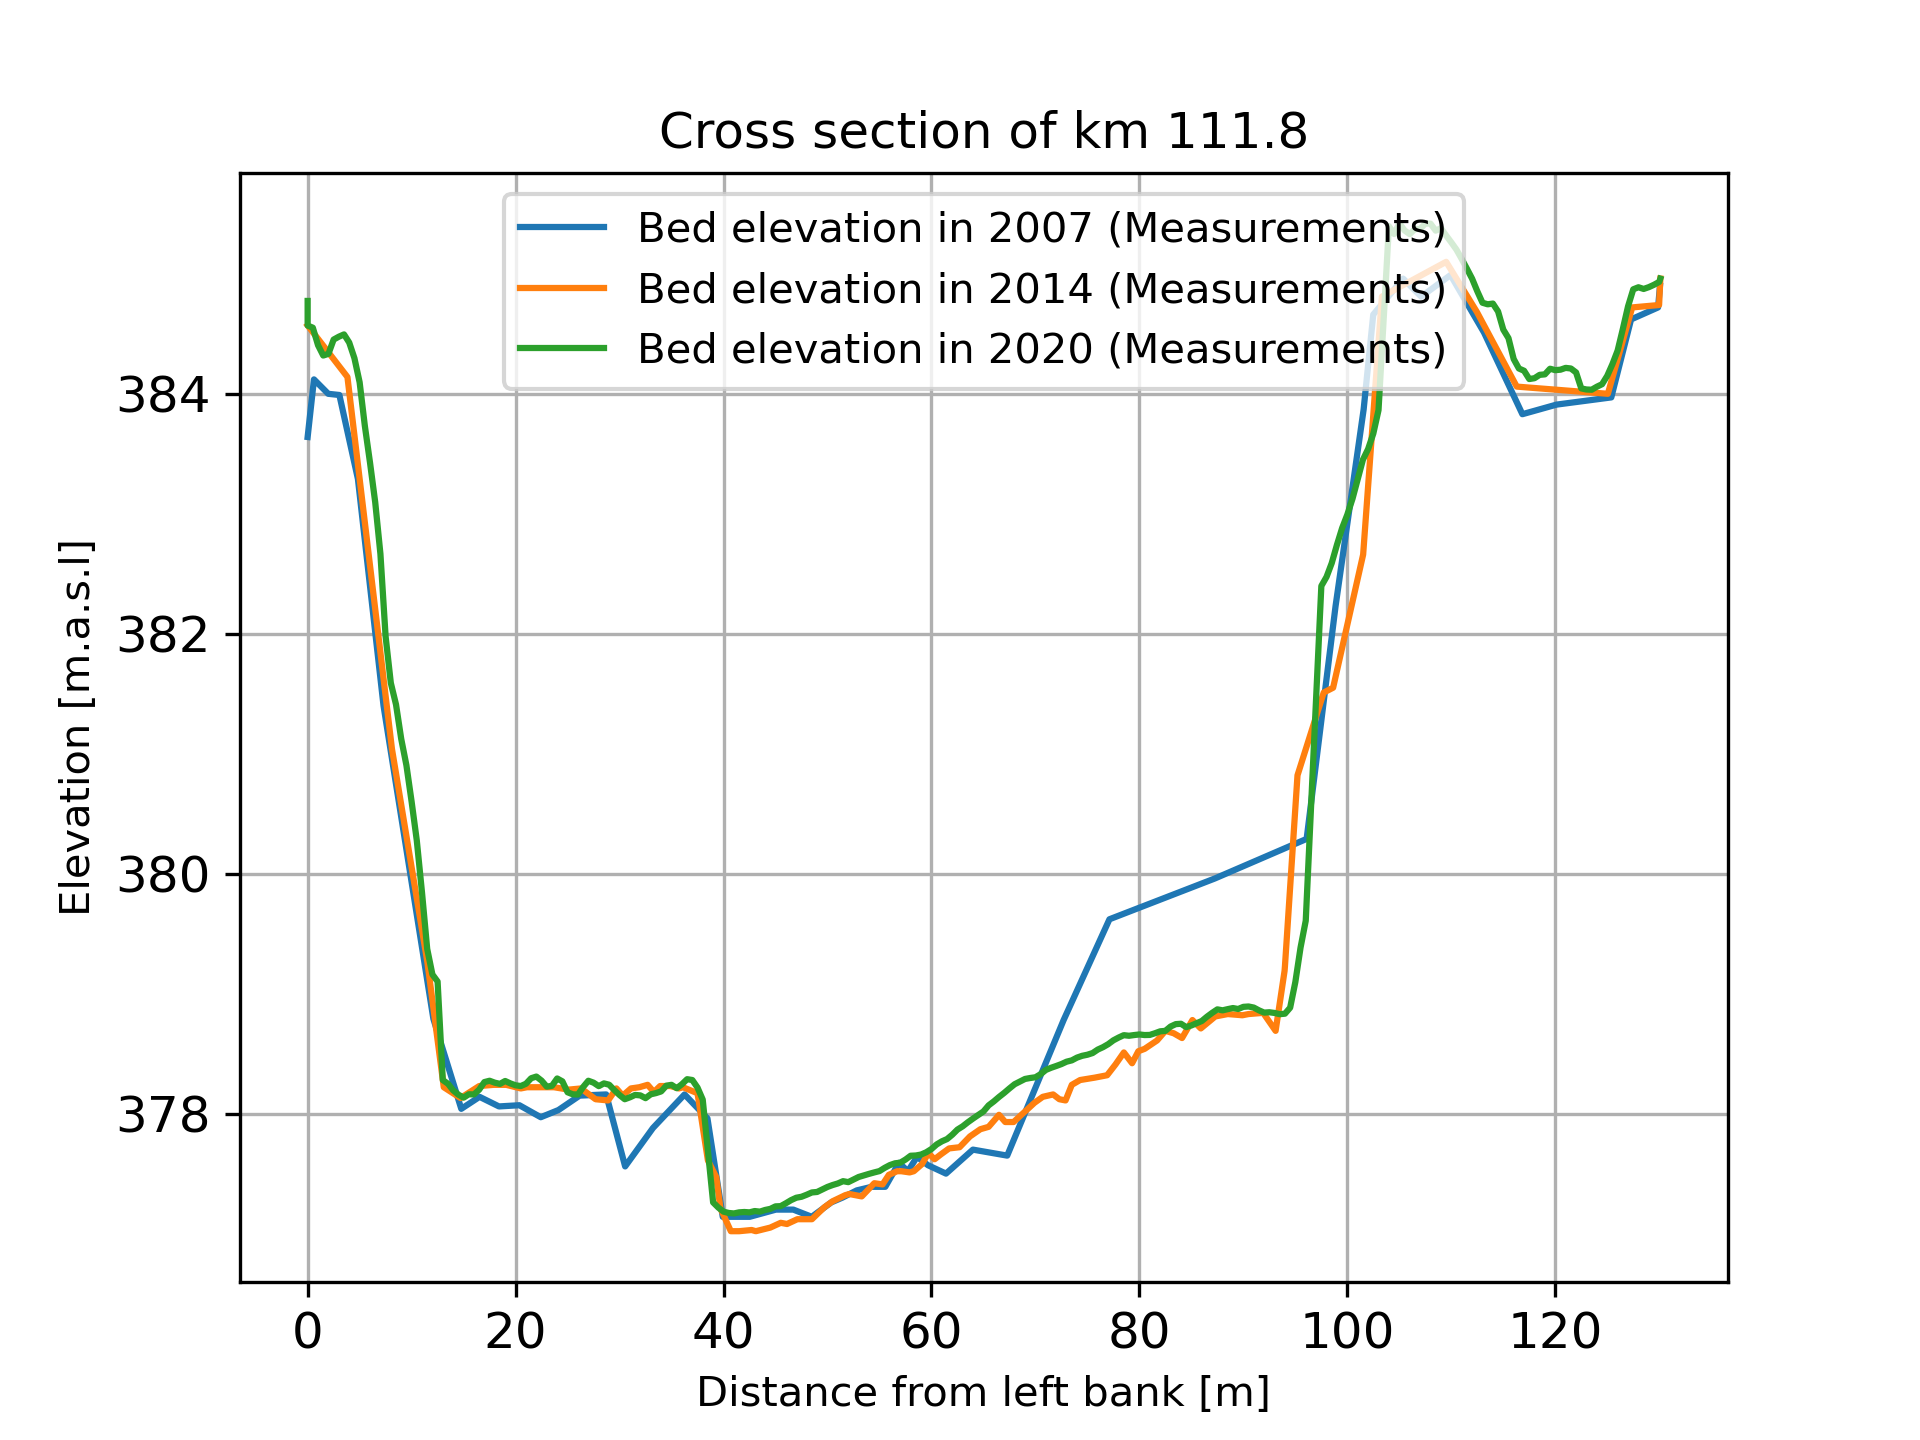 Cross section of km 111.8
Bed elevation in 2007 (Measurements)
Bed elevation in 2014 (Measurements)
Bed elevation in 2020 (Measurements)
384
382
380
378
Elevation [m.a.s.l]
0 20 40 60 80 100 120
Distance from left bank [m]